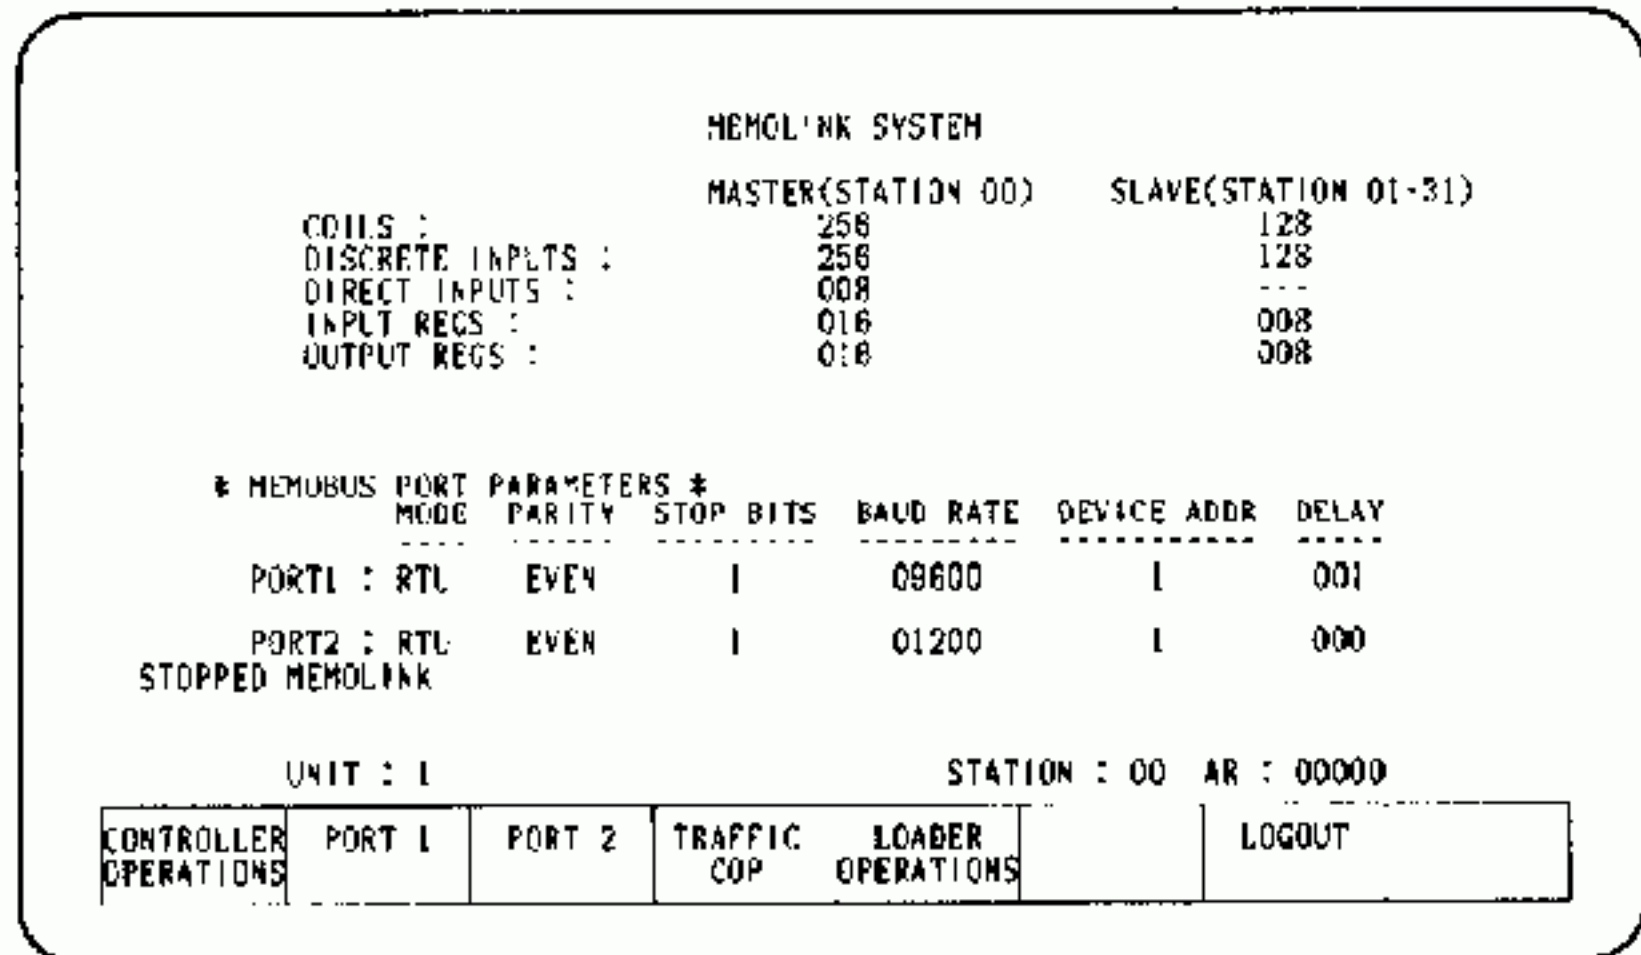 MEMOLINK SYSTEM
MASTER(STATION 00) SLAVE(STATION 01-31)
COILS : 256 128
DISCRETE INPUTS : 256 128
DIRECT INPUTS : 008 ---
INPUT REGS : 016 008
OUTPUT REGS : 016 008
* MEMOBUS PORT PARAMETERS *
MODE PARITY STOP BITS BAUD RATE DEVICE ADDR DELAY
---- ------ --------- --------- ----------- -----
PORT1 : RTU EVEN 1 09600 1 001
PORT2 : RTU EVEN 1 01200 1 000
STOPPED MEMOLINK
UNIT : 1 STATION : 00 AR : 00000
CONTROLLER PORT 1 PORT 2 TRAFFIC LOADER LOGOUT
OPERATIONS COP OPERATIONS